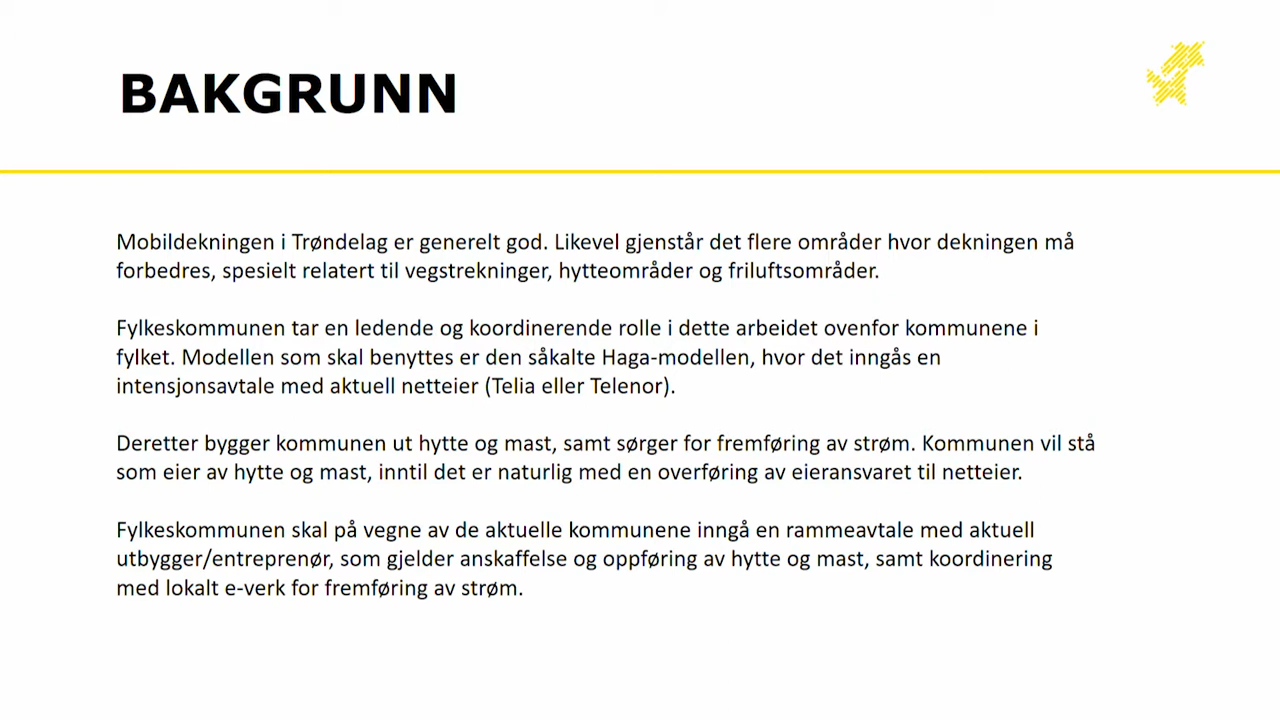 BAKGRUNN
Mobildekningen i Trøndelag er generelt god. Likevel gjenstår det flere områder hvor dekningen må
forbedres, spesielt relatert til vegstrekninger, hytteområder og friluftsområder.
Fylkeskommunen tar en ledende og koordinerende rolle i dette arbeidet ovenfor kommunene i
fylket. Modellen som skal benyttes er den såkalte Haga-modellen, hvor det inngås en
intensjonsavtale med aktuell netteier (Telia eller Telenor).
Deretter bygger kommunen ut hytte og mast, samt sørger for fremføring av strøm. Kommunen vil stå
som eier av hytte og mast, inntil det er naturlig med en overføring av eieransvaret til netteier.
Fylkeskommunen skal på vegne av de aktuelle kommunene inngå en rammeavtale med aktuell
utbygger/entreprenør, som gjelder anskaffelse og oppføring av hytte og mast, samt koordinering
med lokalt e-verk for fremføring av strøm.